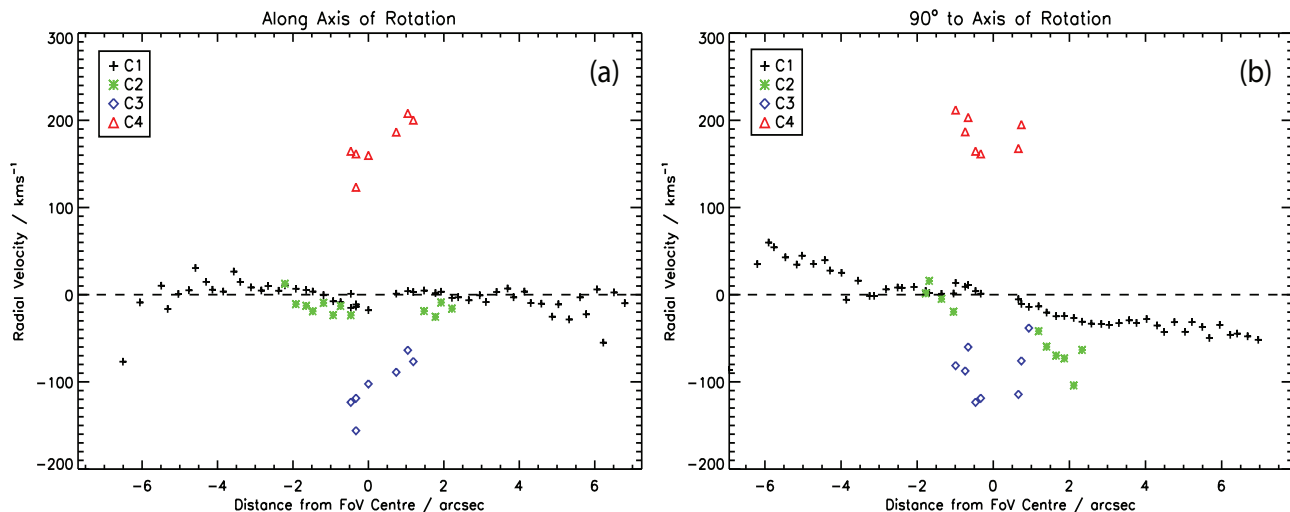 Along Axis of Rotation
300
200
100
0
−100
−200
Radial Velocity / kms⁻¹
C1
C2
C3
C4
(a)
−6 −4 −2 0 2 4 6
Distance from FoV Centre / arcsec
90° to Axis of Rotation
300
200
100
0
−100
−200
Radial Velocity / kms⁻¹
C1
C2
C3
C4
(b)
−6 −4 −2 0 2 4 6
Distance from FoV Centre / arcsec